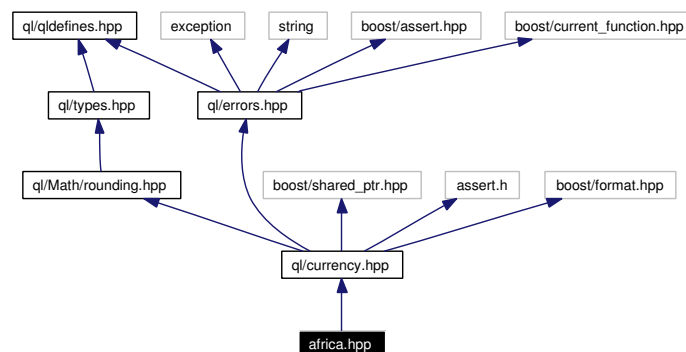 ql/qldefines.hpp
exception
string
boost/assert.hpp
boost/current_function.hpp
ql/types.hpp
ql/errors.hpp
ql/Math/rounding.hpp
boost/shared_ptr.hpp
assert.h
boost/format.hpp
ql/currency.hpp
africa.hpp